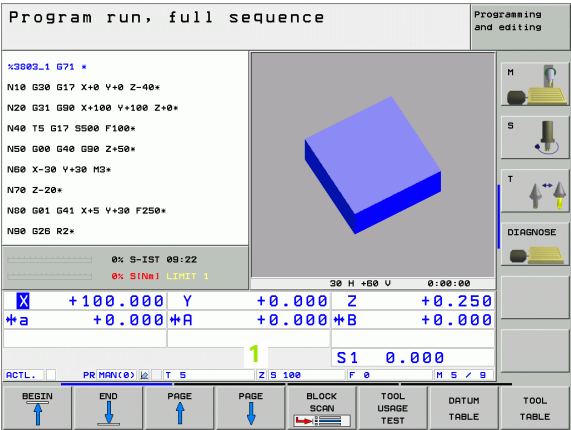 Program run, full sequence
Programming
and editing
%3803_1 G71 *
N10 G30 G17 X+0 Y+0 Z-40*
N20 G31 G90 X+100 Y+100 Z+0*
N40 T5 G17 S500 F100*
N50 G00 G40 G90 Z+50*
N60 X-30 Y+30 M3*
N70 Z-20*
N80 G01 G41 X+5 Y+30 F250*
N90 G26 R2*
M
S
T
DIAGNOSE
0% S-IST 09:22
0% S[Nm] LIMIT 1
30 H +60 V 0:00:00
X +100.000 Y +0.000 Z +0.250
a +0.000 A +0.000 B +0.000
1
S1 0.000
ACTL. PR MAN(0) T 5 Z S 100 F 0 M 5 / 9
BEGIN END PAGE PAGE BLOCK SCAN TOOL USAGE TEST DATUM TABLE TOOL TABLE